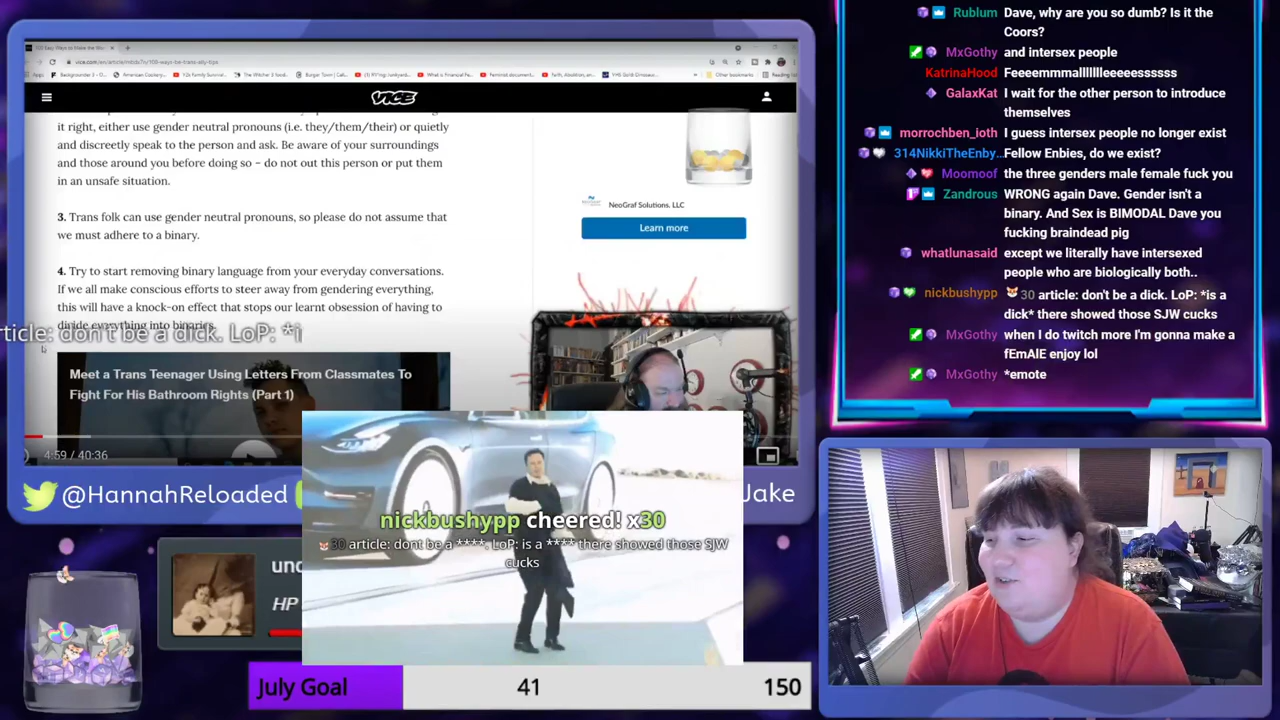 VICE
it right, either use gender neutral pronouns (i.e. they/them/their) or quietly
and discreetly speak to the person and ask. Be aware of your surroundings
and those around you before doing so – do not out this person or put them
in an unsafe situation.
3. Trans folk can use gender neutral pronouns, so please do not assume that
we must adhere to a binary.
4. Try to start removing binary language from your everyday conversations.
If we all make conscious efforts to steer away from gendering everything,
this will have a knock-on effect that stops our learnt obsession of having to
divide everything into binaries.
rticle: don't be a dick. LoP: *i
Meet a Trans Teenager Using Letters From Classmates To
Fight For His Bathroom Rights (Part 1)
4:59 / 40:36
NeoGraf Solutions, LLC
Learn more
@HannahReloaded
Jake
nickbushypp cheered! x30
30 article: dont be a ****. LoP: is a **** there showed those SJW
cucks
unc
HP
July Goal
41
150
Rublum Dave, why are you so dumb? Is it the
Coors?
MxGothy and intersex people
KatrinaHood Feeeemmmallllllleeeeessssss
GalaxKat I wait for the other person to introduce
themselves
morrochben_ioth I guess intersex people no longer exist
314NikkiTheEnby... Fellow Enbies, do we exist?
Moomoof the three genders male female fuck you
Zandrous WRONG again Dave. Gender isn't a
binary. And Sex is BIMODAL Dave you
fucking braindead pig
whatlunasaid except we literally have intersexed
people who are biologically both..
nickbushypp 30 article: don't be a dick. LoP: *is a
dick* there showed those SJW cucks
MxGothy when I do twitch more I'm gonna make a
fEmAlE enjoy lol
MxGothy *emote